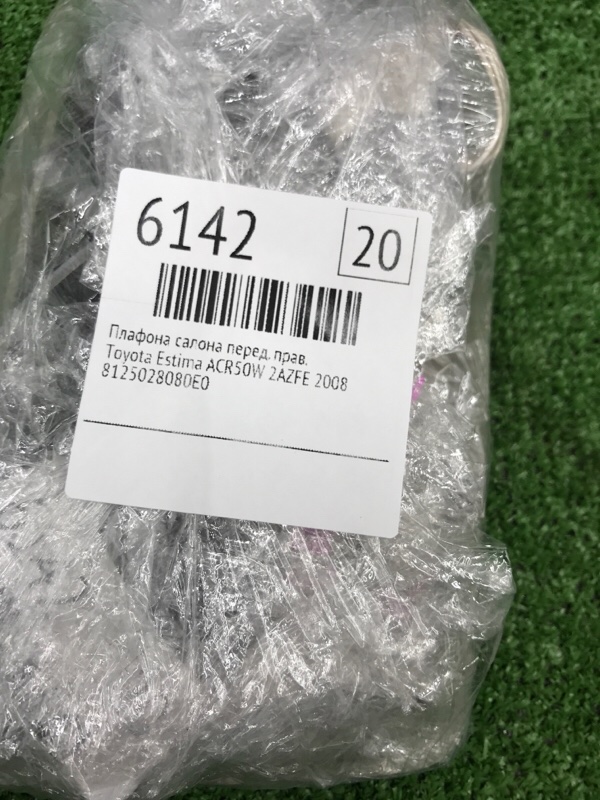 6142
20
Плафона салона перед. прав.
Toyota Estima ACR50W 2AZFE 2008
8125028080E0